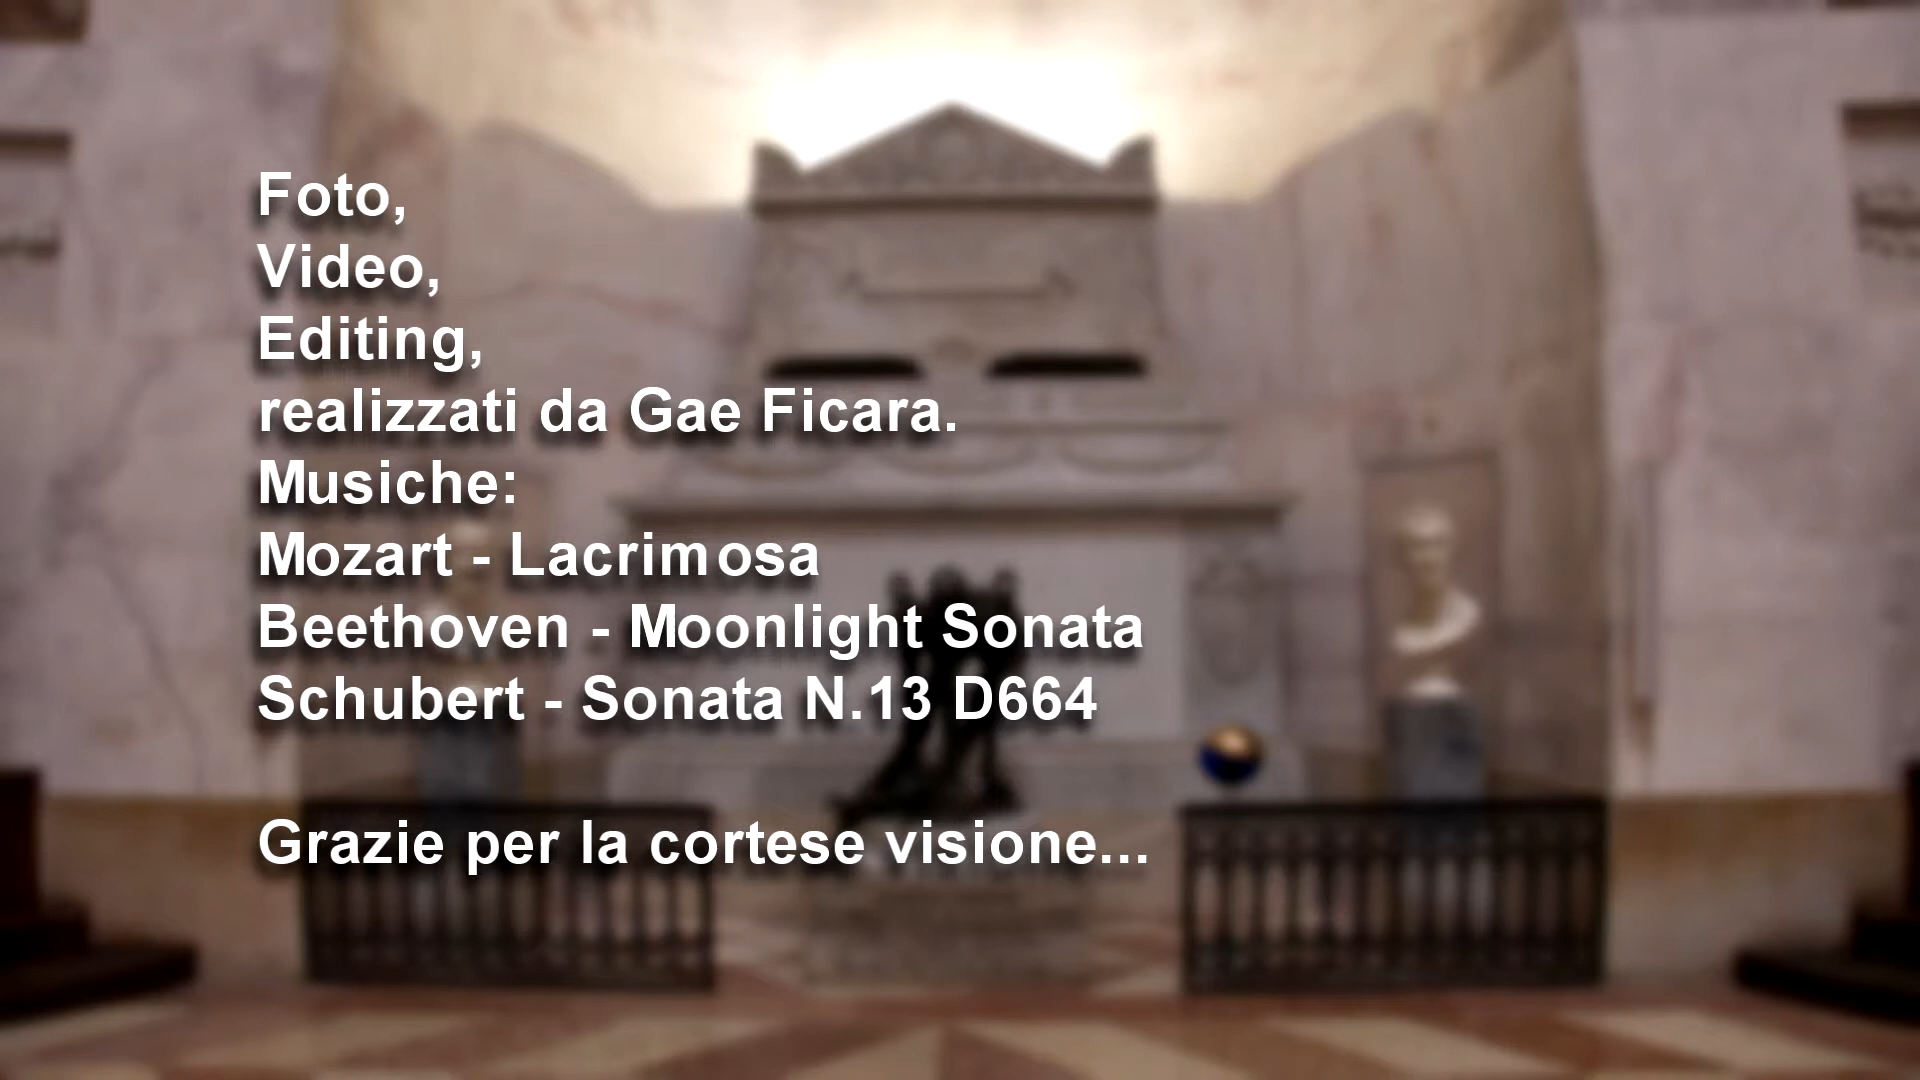 Foto,
Video,
Editing,
realizzati da Gae Ficara.
Musiche:
Mozart - Lacrimosa
Beethoven - Moonlight Sonata
Schubert - Sonata N.13 D664
Grazie per la cortese visione...